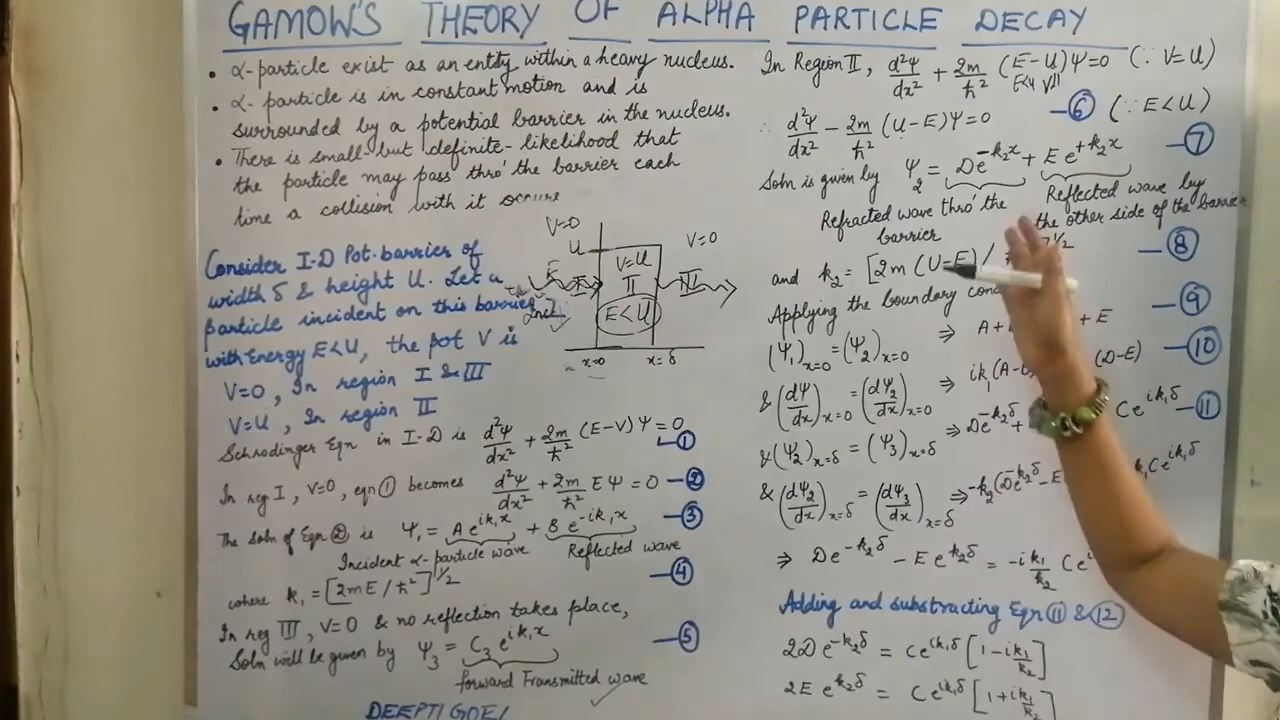 GAMOW'S THEORY OF ALPHA PARTICLE DECAY
• α-particle exist as an entity within a heavy nucleus.
• α-particle is in constant motion and is
surrounded by a potential barrier in the nucleus.
• There is small but definite-likelihood that
the particle may pass thro' the barrier each
time a collision with it occurs
Consider 1-D Pot. barrier of
width δ & height U. Let a
particle incident on this barrier
with Energy E<U, the pot V is
V=0, In region I & III
V=U, In region II
V=0
U
V=U
V=0
E
I
II
III
E<U
x=0
x=δ
Schrodinger Eqn in 1-D is d²Ψ/dx² + 2m/ħ² (E-V)Ψ = 0 -①
In reg I, V=0, eqn ① becomes d²Ψ/dx² + 2m/ħ² EΨ = 0 -②
The soln of Eqn ② is Ψ₁ = A e^{ik₁x} + B e^{-ik₁x} -③
Incident α-particle wave Reflected wave
where k₁ = [2mE/ħ²]^{1/2} -④
In reg III, V=0 & no reflection takes place,
Soln will be given by Ψ₃ = C₃ e^{ik₁x} -⑤
forward Transmitted wave
DEEPTI GOEL
In Region II, d²Ψ/dx² + 2m/ħ² (E-U)Ψ=0 (∵ V=U)
∴ d²Ψ/dx² - 2m/ħ² (U-E)Ψ=0 -⑥ (∵ E<U)
Soln is given by Ψ₂ = De^{-k₂x} + E e^{+k₂x} -⑦
Refracted wave thro' the barrier
Reflected wave by the other side of the barrier
and k₂ = [2m (U-E)/ ]^{1/2} -⑧
Applying the boundary
(Ψ₁)x=0 = (Ψ₂)x=0 ⇒ A+ + E -⑨
& (dΨ/dx)x=0 = (dΨ₂/dx)x=0 ⇒ ik₁(A- (D-E) -⑩
& (Ψ₂)x=δ = (Ψ₃)x=δ ⇒ De^{-k₂δ} + Ce^{ik₁δ} -⑪
& (dΨ₂/dx)x=δ = (dΨ₃/dx)x=δ ⇒ -k₂(De^{-k₂δ} - E k₁Ce^{ik₁δ}
⇒ De^{-k₂δ} - E e^{k₂δ} = -i k₁/k₂ Ce
Adding and substracting Eqn ⑪ & ⑫
2De^{-k₂δ} = Ce^{ik₁δ} [1 - ik₁/k₂]
2E e^{k₂δ} = Ce^{ik₁δ} [1 + ik₁/k₂]